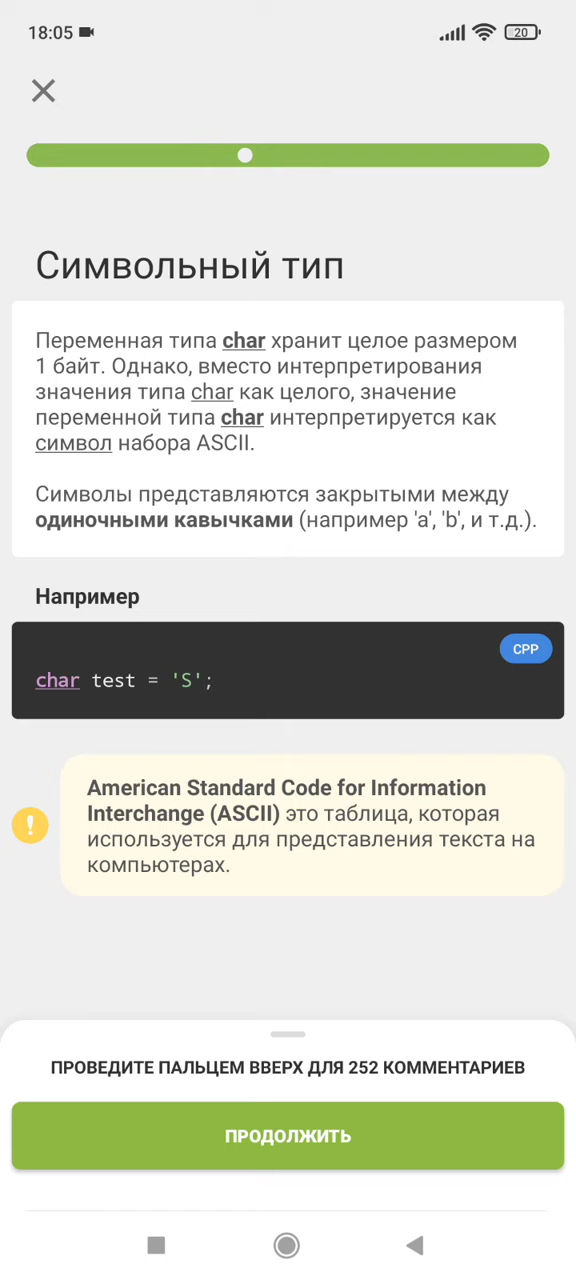 18:05
20
Символьный тип
Переменная типа char хранит целое размером
1 байт. Однако, вместо интерпретирования
значения типа char как целого, значение
переменной типа char интерпретируется как
символ набора ASCII.
Символы представляются закрытыми между
одиночными кавычками (например 'a', 'b', и т.д.).
Например
CPP
char test = 'S';
American Standard Code for Information
Interchange (ASCII) это таблица, которая
используется для представления текста на
компьютерах.
ПРОВЕДИТЕ ПАЛЬЦЕМ ВВЕРХ ДЛЯ 252 КОММЕНТАРИЕВ
ПРОДОЛЖИТЬ